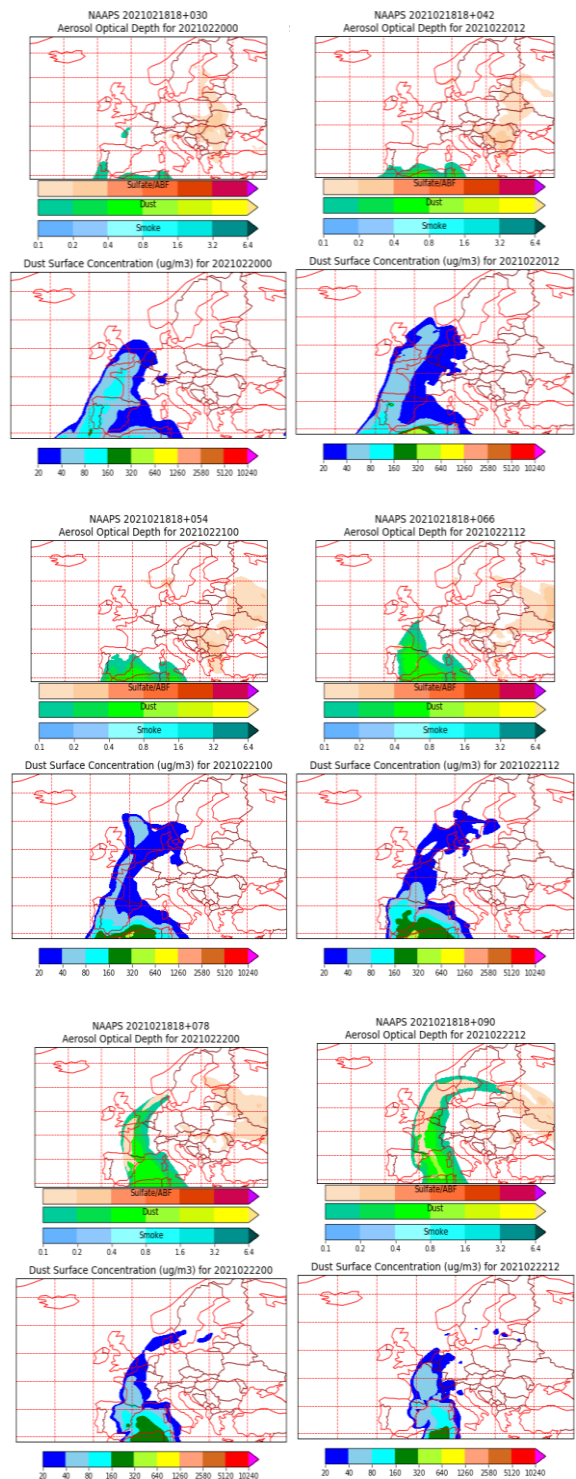 NAAPS 2021021818+030
Aerosol Optical Depth for 2021022000
Sulfate/ABF
Dust
Smoke
0.1 0.2 0.4 0.8 1.6 3.2 6.4
NAAPS 2021021818+042
Aerosol Optical Depth for 2021022012
Sulfate/ABF
Dust
Smoke
0.1 0.2 0.4 0.8 1.6 3.2 6.4
Dust Surface Concentration (ug/m3) for 2021022000
20 40 80 160 320 640 1260 2580 5120 10240
Dust Surface Concentration (ug/m3) for 2021022012
20 40 80 160 320 640 1260 2580 5120 10240
NAAPS 2021021818+054
Aerosol Optical Depth for 2021022100
Sulfate/ABF
Dust
Smoke
0.1 0.2 0.4 0.8 1.6 3.2 6.4
NAAPS 2021021818+066
Aerosol Optical Depth for 2021022112
Sulfate/ABF
Dust
Smoke
0.1 0.2 0.4 0.8 1.6 3.2 6.4
Dust Surface Concentration (ug/m3) for 2021022100
20 40 80 160 320 640 1260 2580 5120 10240
Dust Surface Concentration (ug/m3) for 2021022112
20 40 80 160 320 640 1260 2580 5120 10240
NAAPS 2021021818+078
Aerosol Optical Depth for 2021022200
Sulfate/ABF
Dust
Smoke
0.1 0.2 0.4 0.8 1.6 3.2 6.4
NAAPS 2021021818+090
Aerosol Optical Depth for 2021022212
Sulfate/ABF
Dust
Smoke
0.1 0.2 0.4 0.8 1.6 3.2 6.4
Dust Surface Concentration (ug/m3) for 2021022200
20 40 80 160 320 640 1260 2580 5120 10240
Dust Surface Concentration (ug/m3) for 2021022212
20 40 80 160 320 640 1260 2580 5120 10240